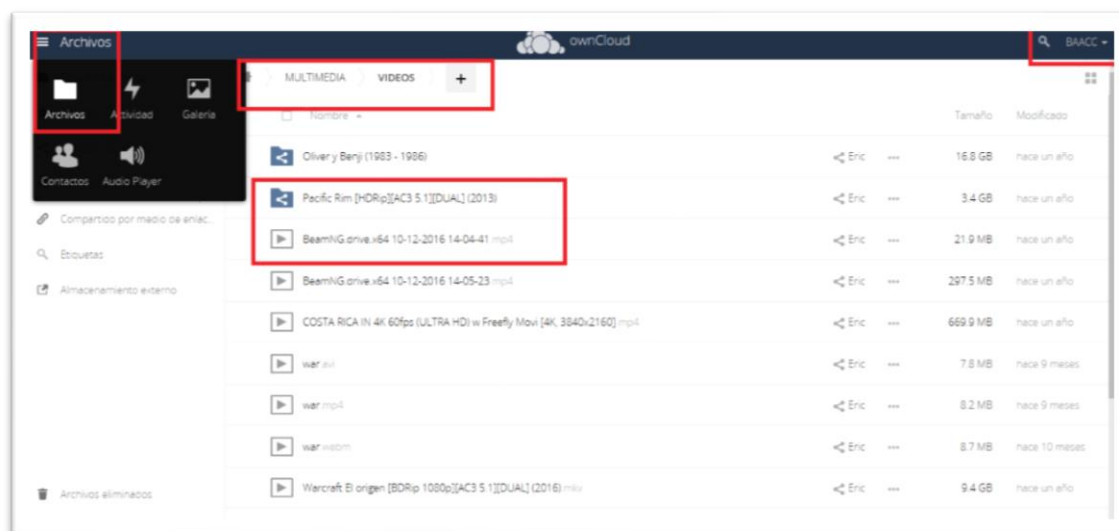 Archivos
ownCloud
BAACC
MULTIMEDIA VIDEOS +
Archivos Actividad Galería
Contactos Audio Player
Compartido por medio de enlac...
Etiquetas
Almacenamiento externo
Archivos eliminados
Nombre Tamaño Modificado
Oliver y Benji (1983 - 1986) Eric ... 16.8 GB hace un año
Pacific Rim [HDRip][AC3 5.1][DUAL] (2013) Eric ... 3.4 GB hace un año
BeamNG.drive.x64 10-12-2016 14-04-41.mp4 Eric ... 21.9 MB hace un año
BeamNG.drive.x64 10-12-2016 14-05-23.mp4 Eric ... 297.5 MB hace un año
COSTA RICA IN 4K 60fps (ULTRA HD) w Freefly Movi [4K, 3840x2160].mp4 Eric ... 669.9 MB hace un año
war.avi Eric ... 7.8 MB hace 9 meses
war.mp4 Eric ... 8.2 MB hace 9 meses
war.webm Eric ... 8.7 MB hace 10 meses
Warcraft El origen [BDRip 1080p][AC3 5.1][DUAL] (2016).mkv Eric ... 9.4 GB hace un año